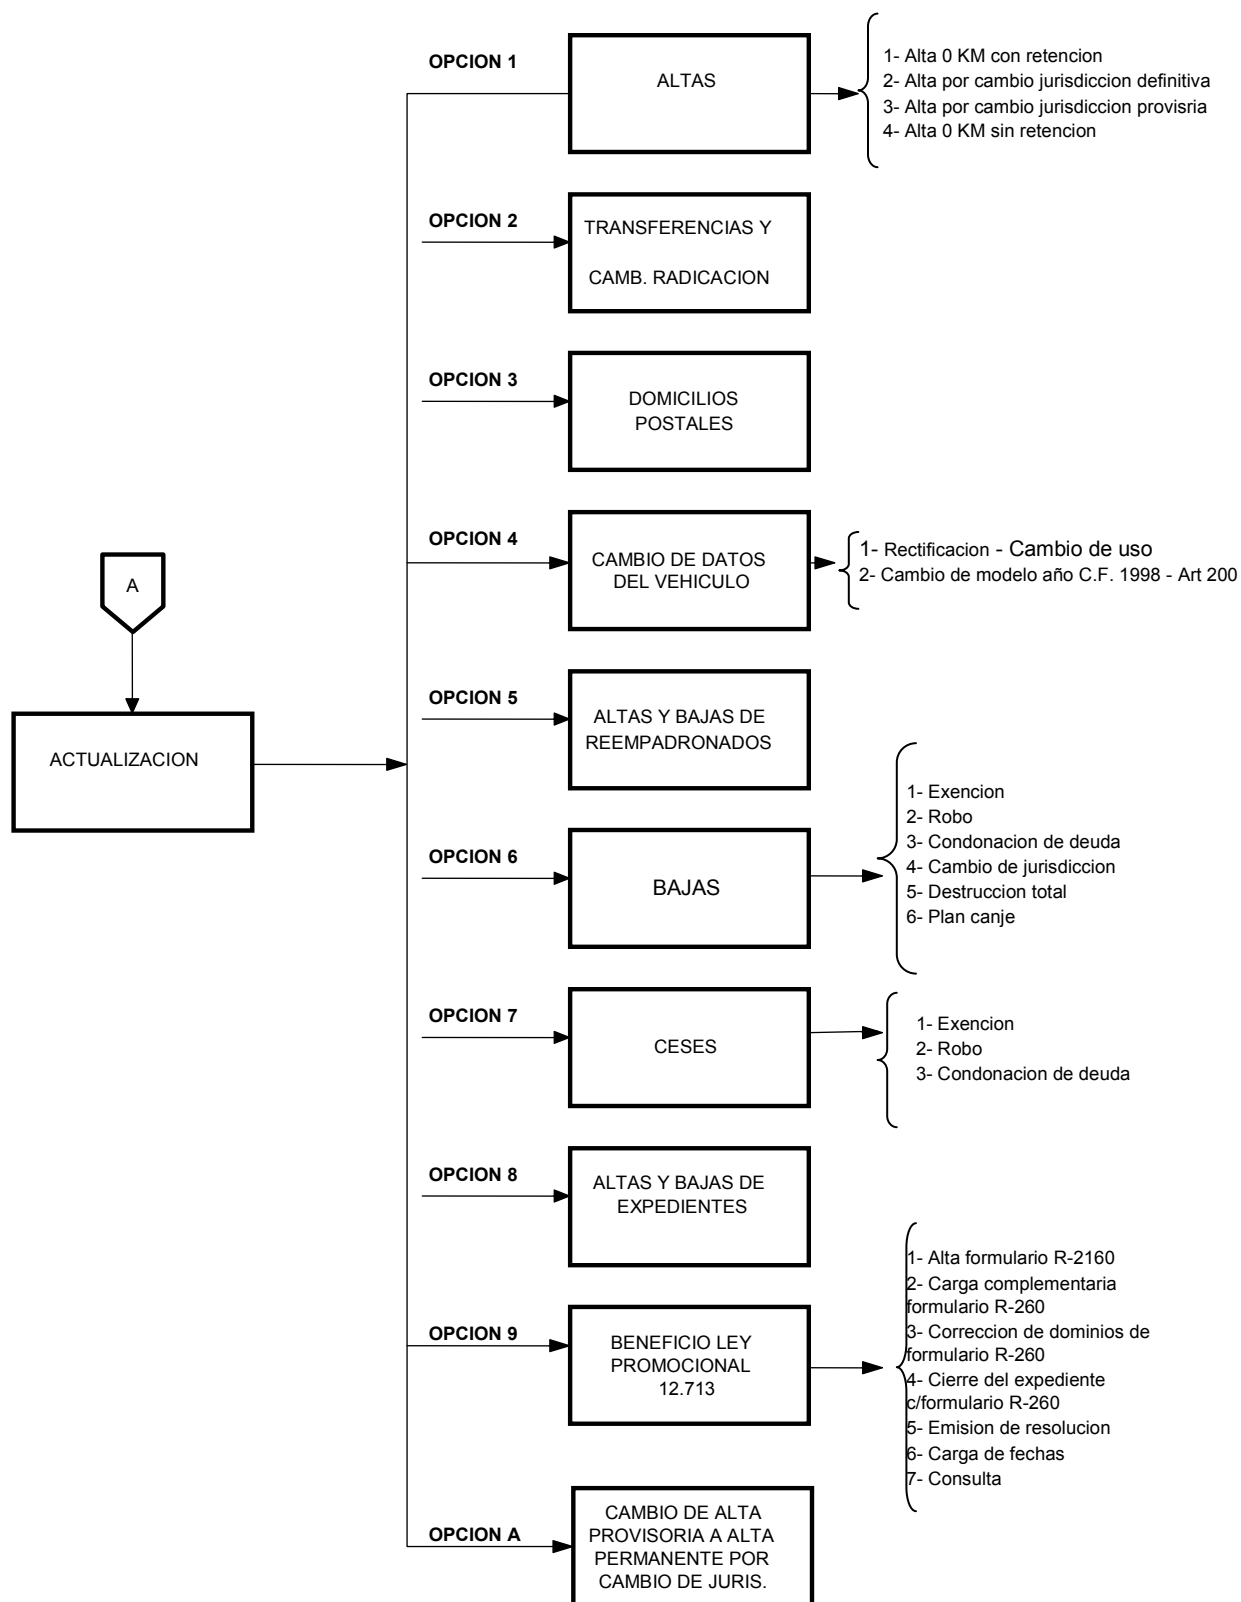 OPCION 1
ALTAS
1- Alta 0 KM con retencion
2- Alta por cambio jurisdiccion definitiva
3- Alta por cambio jurisdiccion provisria
4- Alta 0 KM sin retencion
OPCION 2
TRANSFERENCIAS Y
CAMB. RADICACION
OPCION 3
DOMICILIOS
POSTALES
OPCION 4
CAMBIO DE DATOS
DEL VEHICULO
1- Rectificacion - Cambio de uso
2- Cambio de modelo año C.F. 1998 - Art 200
A
ACTUALIZACION
OPCION 5
ALTAS Y BAJAS DE
REEMPADRONADOS
OPCION 6
BAJAS
1- Exencion
2- Robo
3- Condonacion de deuda
4- Cambio de jurisdiccion
5- Destruccion total
6- Plan canje
OPCION 7
CESES
1- Exencion
2- Robo
3- Condonacion de deuda
OPCION 8
ALTAS Y BAJAS DE
EXPEDIENTES
OPCION 9
BENEFICIO LEY
PROMOCIONAL
12.713
1- Alta formulario R-2160
2- Carga complementaria
formulario R-260
3- Correccion de dominios de
formulario R-260
4- Cierre del expediente
c/formulario R-260
5- Emision de resolucion
6- Carga de fechas
7- Consulta
OPCION A
CAMBIO DE ALTA
PROVISORIA A ALTA
PERMANENTE POR
CAMBIO DE JURIS.